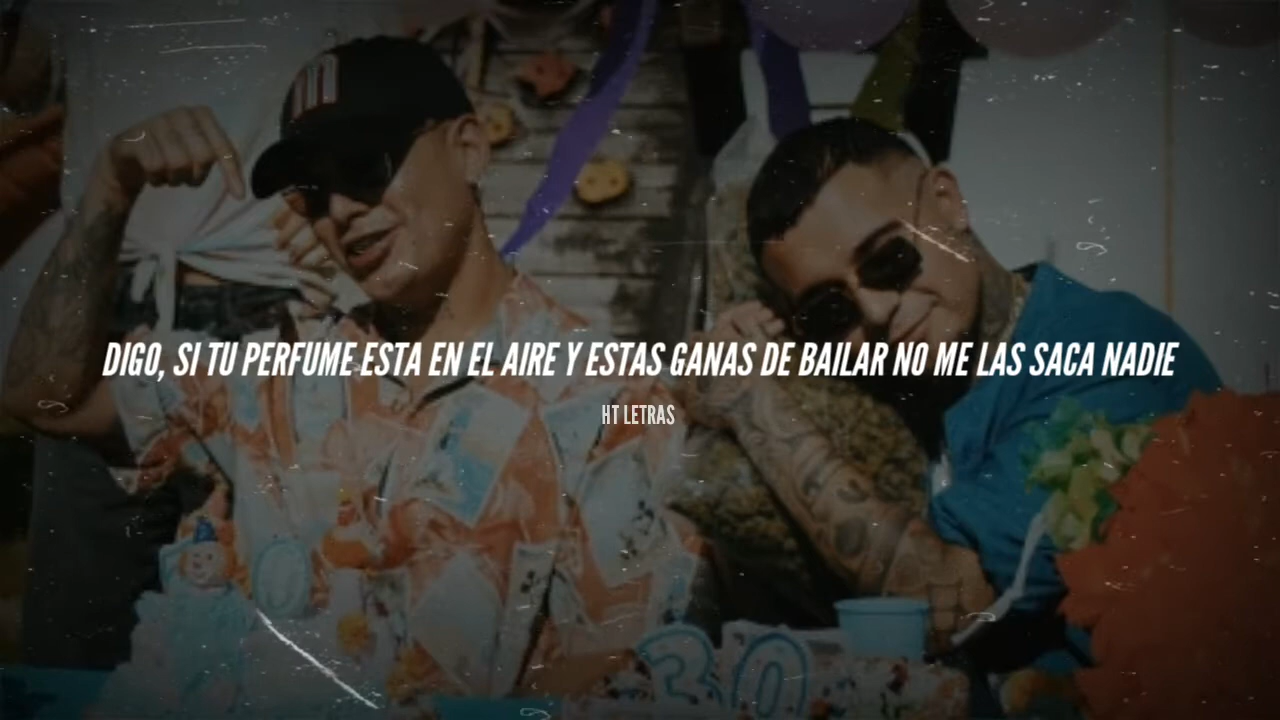 DIGO, SI TU PERFUME ESTA EN EL AIRE Y ESTAS GANAS DE BAILAR NO ME LAS SACA NADIE
HT LETRAS
30